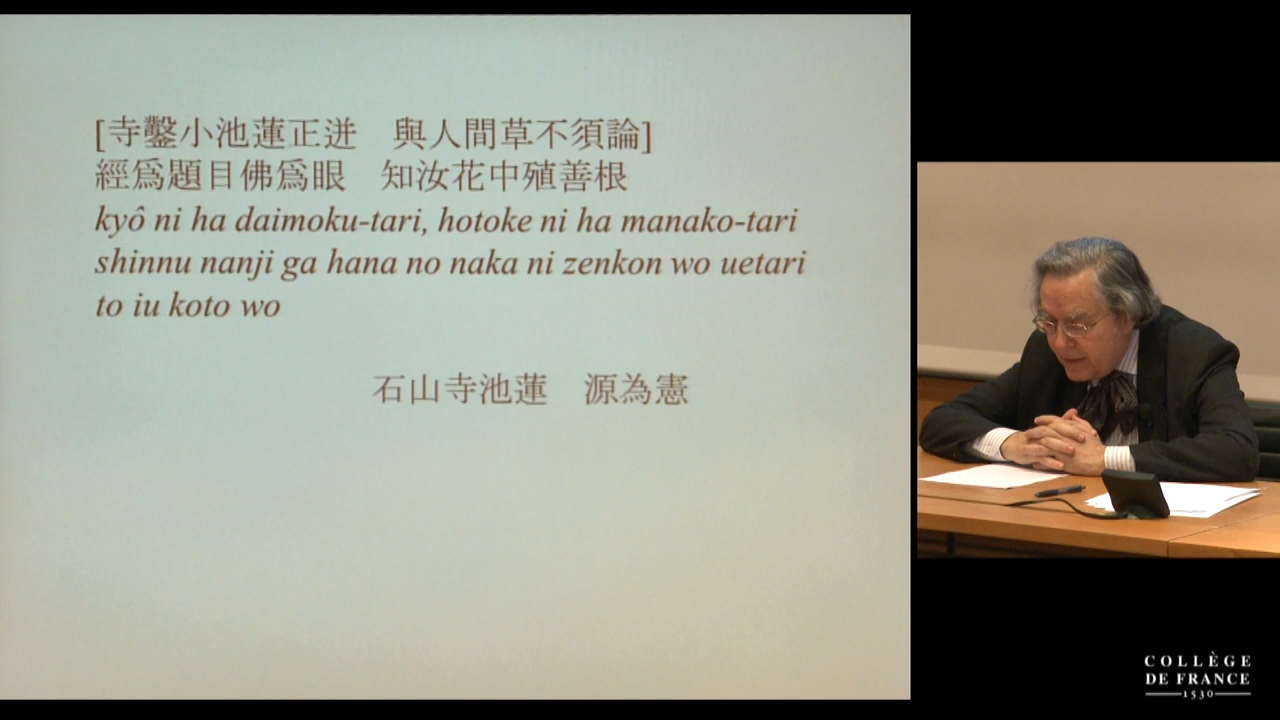 [寺鑿小池蓮正迸　與人間草不須論]
經爲題目佛爲眼　知汝花中殖善根
kyô ni ha daimoku-tari, hotoke ni ha manako-tari
shinnu nanji ga hana no naka ni zenkon wo uetari
to iu koto wo
石山寺池蓮　源為憲
COLLÈGE
DE FRANCE
1530